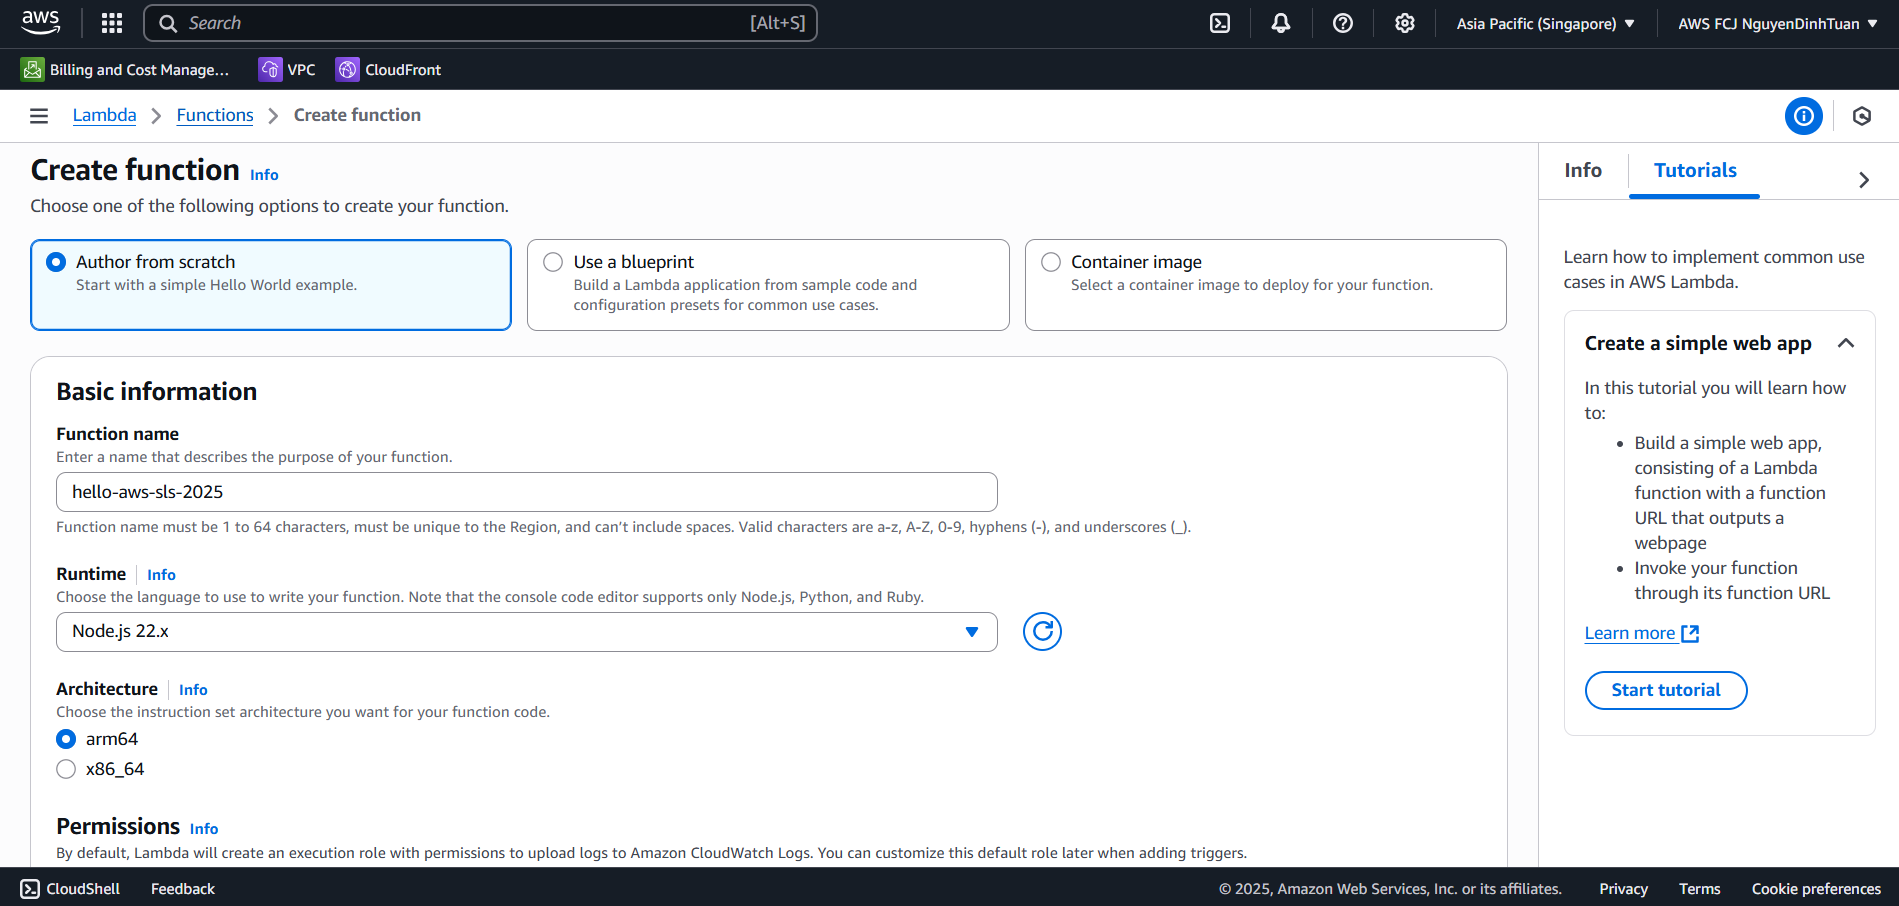 aws
Search
[Alt+S]
Asia Pacific (Singapore)
AWS FCJ NguyenDinhTuan
Billing and Cost Manage...
VPC
CloudFront
Lambda
Functions
Create function
Create function
Info
Choose one of the following options to create your function.
Author from scratch
Start with a simple Hello World example.
Use a blueprint
Build a Lambda application from sample code and
configuration presets for common use cases.
Container image
Select a container image to deploy for your function.
Basic information
Function name
Enter a name that describes the purpose of your function.
hello-aws-sls-2025
Function name must be 1 to 64 characters, must be unique to the Region, and can't include spaces. Valid characters are a-z, A-Z, 0-9, hyphens (-), and underscores (_).
Runtime
Info
Choose the language to use to write your function. Note that the console code editor supports only Node.js, Python, and Ruby.
Node.js 22.x
Architecture
Info
Choose the instruction set architecture you want for your function code.
arm64
x86_64
Permissions
Info
By default, Lambda will create an execution role with permissions to upload logs to Amazon CloudWatch Logs. You can customize this default role later when adding triggers.
Info
Tutorials
Learn how to implement common use
cases in AWS Lambda.
Create a simple web app
In this tutorial you will learn how
to:
• Build a simple web app,
consisting of a Lambda
function with a function
URL that outputs a
webpage
• Invoke your function
through its function URL
Learn more
Start tutorial
CloudShell
Feedback
© 2025, Amazon Web Services, Inc. or its affiliates.
Privacy
Terms
Cookie preferences